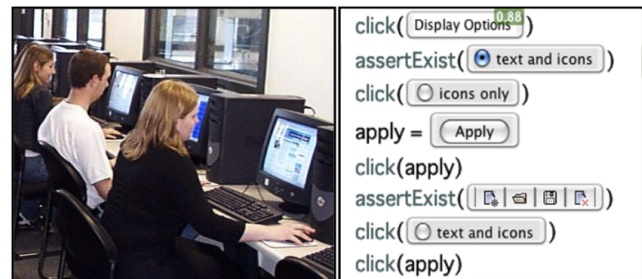 click( Display Options 0.88 )
assertExist( text and icons )
click( icons only )
apply = Apply
click(apply)
assertExist( )
click( text and icons )
click(apply)